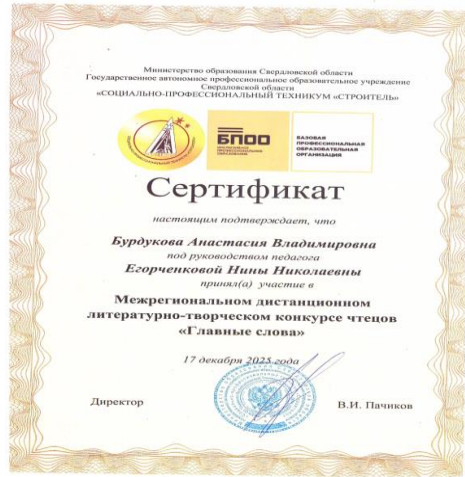 Министерство образования Свердловской области
Государственное автономное профессиональное образовательное учреждение
Свердловской области
«СОЦИАЛЬНО-ПРОФЕССИОНАЛЬНЫЙ ТЕХНИКУМ «СТРОИТЕЛЬ»
БПОО
БАЗОВАЯ
ПРОФЕССИОНАЛЬНАЯ
ОБРАЗОВАТЕЛЬНАЯ
ОРГАНИЗАЦИЯ
Сертификат
настоящим подтверждает, что
Бурдукова Анастасия Владимировна
под руководством педагога
Егорченковой Нины Николаевны
принял(а) участие в
Межрегиональном дистанционном
литературно-творческом конкурсе чтецов
«Главные слова»
17 декабря 2025 года
Директор
В.И. Пачиков